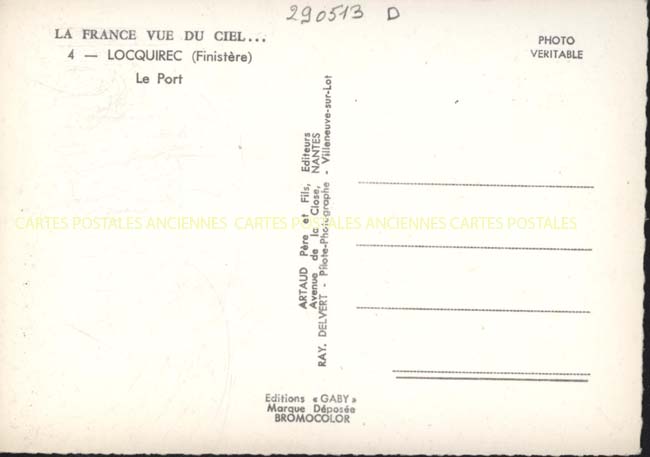 290513 D
LA FRANCE VUE DU CIEL...
4 — LOCQUIREC (Finistère)
Le Port
PHOTO
VERITABLE
ARTAUD Père et Fils, Editeurs
Avenue de la Close, NANTES
RAY. DELVERT - Pilote-Photographe - Villeneuve-sur-Lot
CARTES POSTALES ANCIENNES CARTES POSTALES ANCIENNES CARTES POSTALES
Editions « GABY »
Marque Déposée
BROMOCOLOR